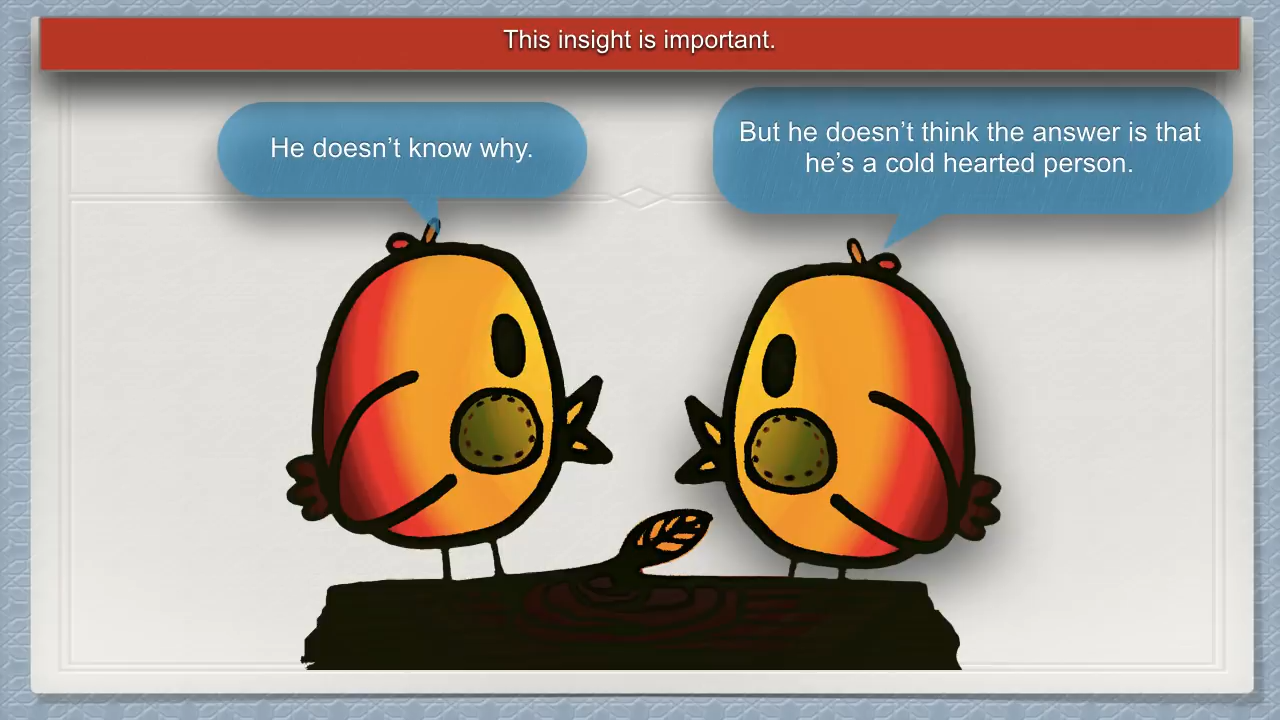 This insight is important.
He doesn’t know why.
But he doesn’t think the answer is that
he’s a cold hearted person.